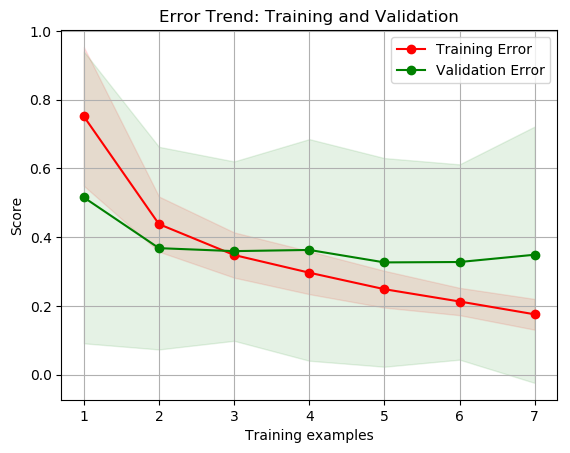 Error Trend: Training and Validation
1.0
Training Error
Validation Error
0.8
0.6
0.4
0.2
0.0
Score
1 2 3 4 5 6 7
Training examples